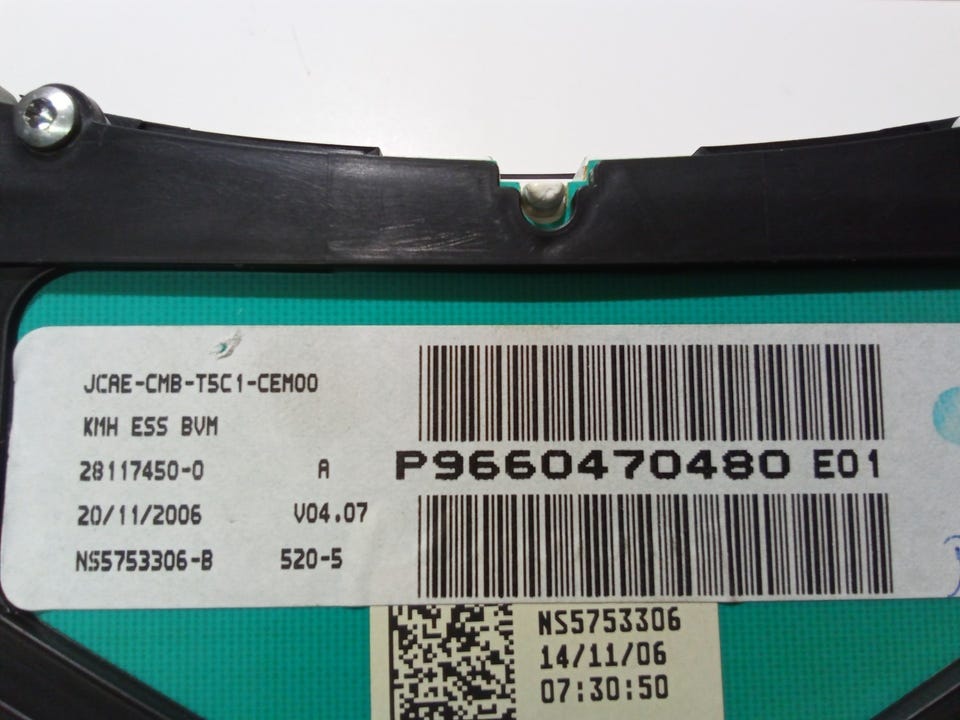 JCAE-CMB-T5C1-CEM00
KMH ESS BVM
28117450-0 A
20/11/2006 V04.07
NS5753306-B 520-5
P9660470480 E01
NS5753306
14/11/06
07:30:50